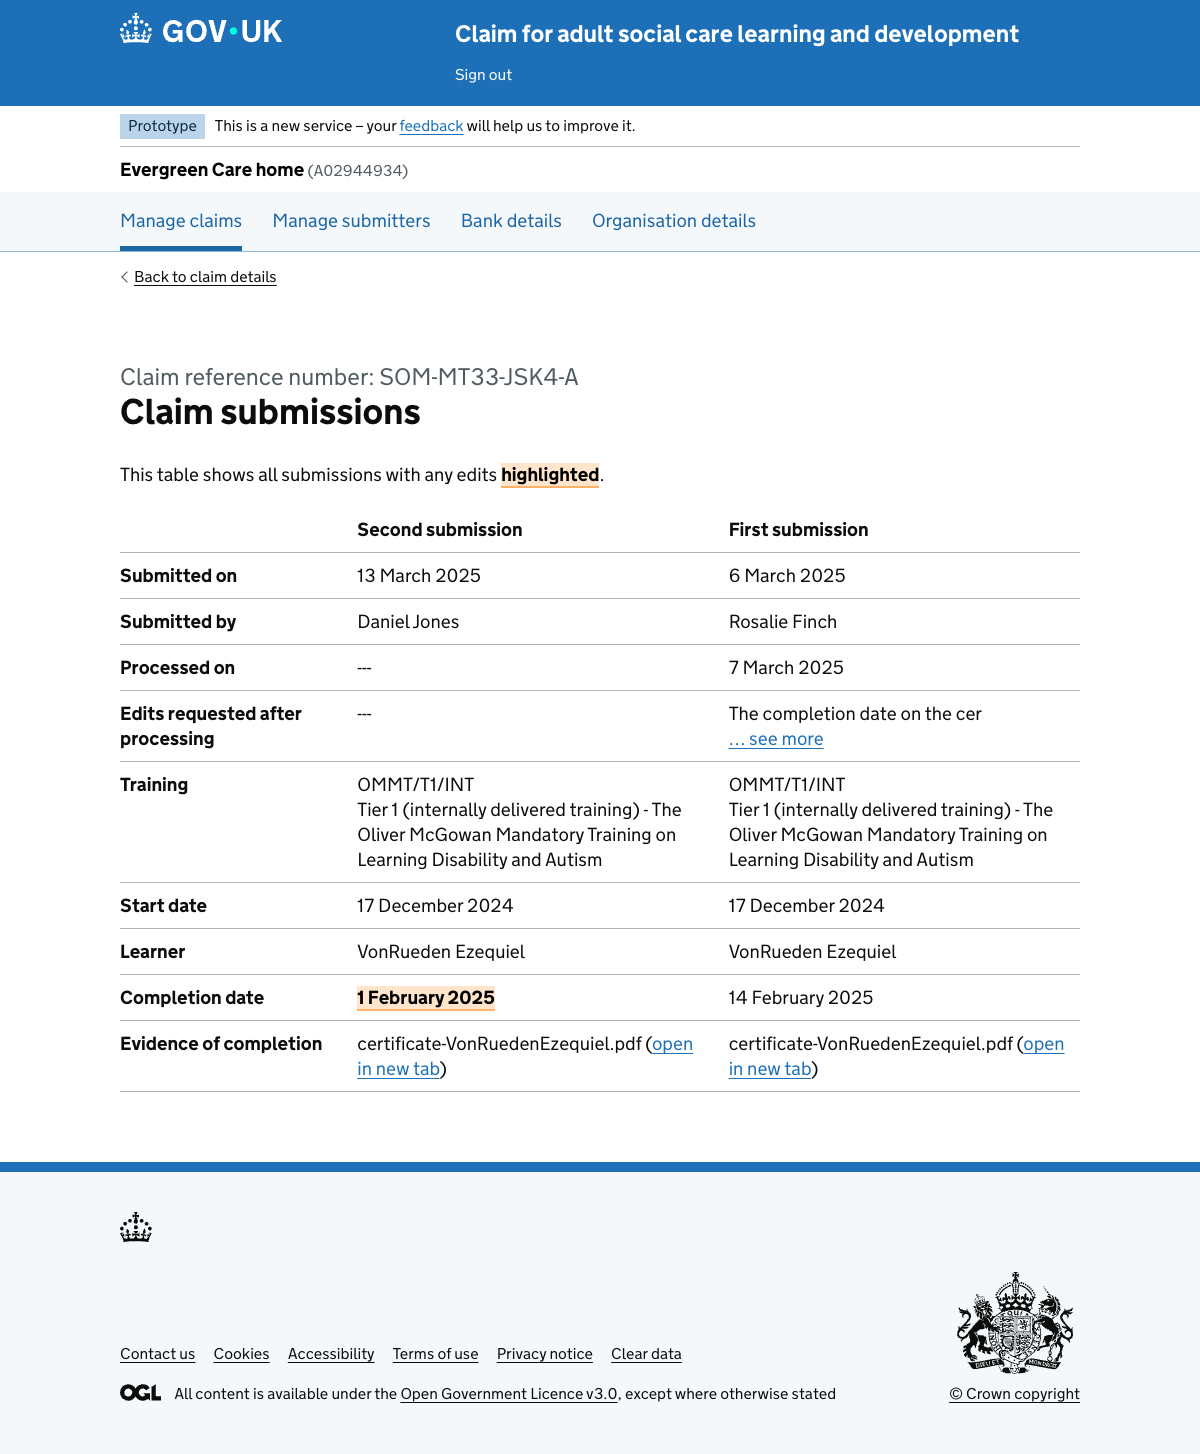 GOV•UK
Claim for adult social care learning and development
Sign out
Prototype This is a new service – your feedback will help us to improve it.
Evergreen Care home (A02944934)
Manage claims Manage submitters Bank details Organisation details
Back to claim details
Claim reference number: SOM-MT33-JSK4-A
Claim submissions
This table shows all submissions with any edits highlighted.
Second submission First submission
Submitted on 13 March 2025 6 March 2025
Submitted by Daniel Jones Rosalie Finch
Processed on --- 7 March 2025
Edits requested after processing --- The completion date on the cer
… see more
Training OMMT/T1/INT OMMT/T1/INT
Tier 1 (internally delivered training) - The Tier 1 (internally delivered training) - The
Oliver McGowan Mandatory Training on Oliver McGowan Mandatory Training on
Learning Disability and Autism Learning Disability and Autism
Start date 17 December 2024 17 December 2024
Learner VonRueden Ezequiel VonRueden Ezequiel
Completion date 1 February 2025 14 February 2025
Evidence of completion certificate-VonRuedenEzequiel.pdf (open certificate-VonRuedenEzequiel.pdf (open
in new tab) in new tab)
Contact us Cookies Accessibility Terms of use Privacy notice Clear data
OGL All content is available under the Open Government Licence v3.0, except where otherwise stated
© Crown copyright